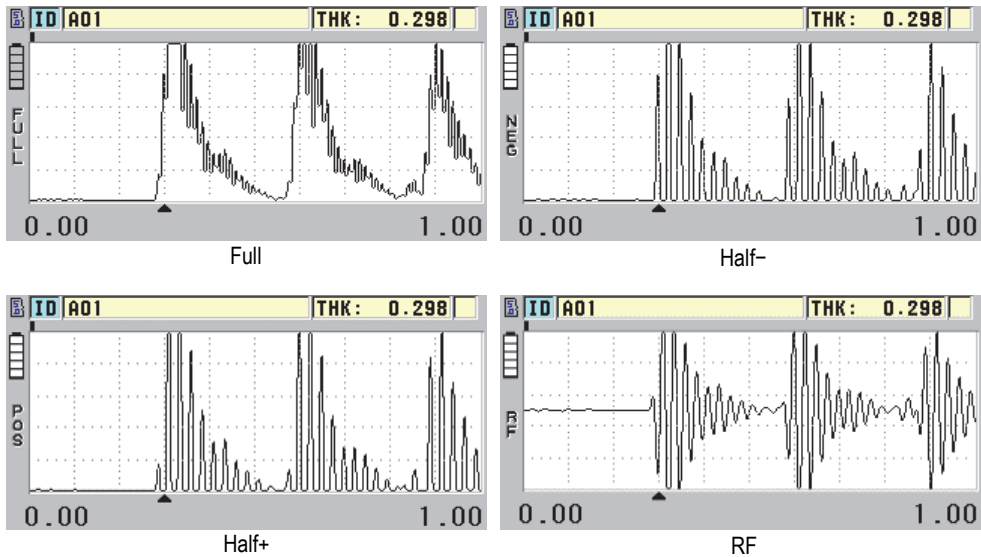 ID A01 THK: 0.298
FULL
0.00 1.00
Full
ID A01 THK: 0.298
NEG
0.00 1.00
Half−
ID A01 THK: 0.298
POS
0.00 1.00
Half+
ID A01 THK: 0.298
RF
0.00 1.00
RF